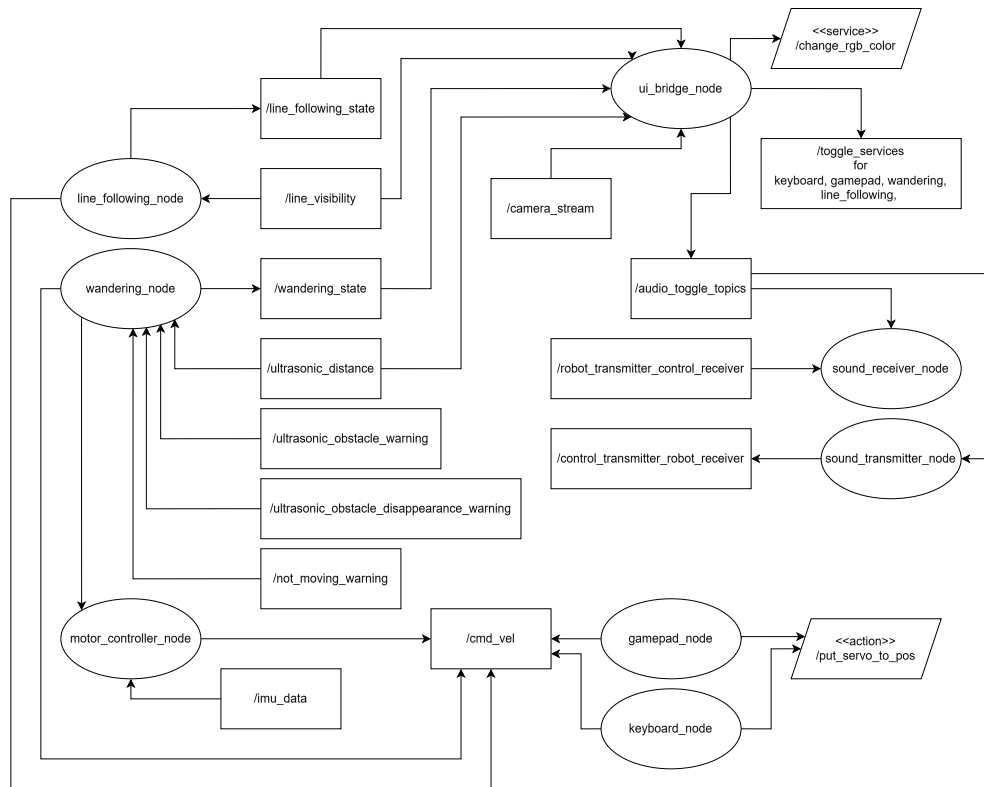 <<service>>
/change_rgb_color
ui_bridge_node
/line_following_state
/toggle_services
for
keyboard, gamepad, wandering,
line_following,
line_following_node
/line_visibility
/camera_stream
wandering_node
/wandering_state
/audio_toggle_topics
/ultrasonic_distance
/robot_transmitter_control_receiver
sound_receiver_node
/ultrasonic_obstacle_warning
/control_transmitter_robot_receiver
sound_transmitter_node
/ultrasonic_obstacle_disappearance_warning
/not_moving_warning
motor_controller_node
/cmd_vel
gamepad_node
<<action>>
/put_servo_to_pos
/imu_data
keyboard_node